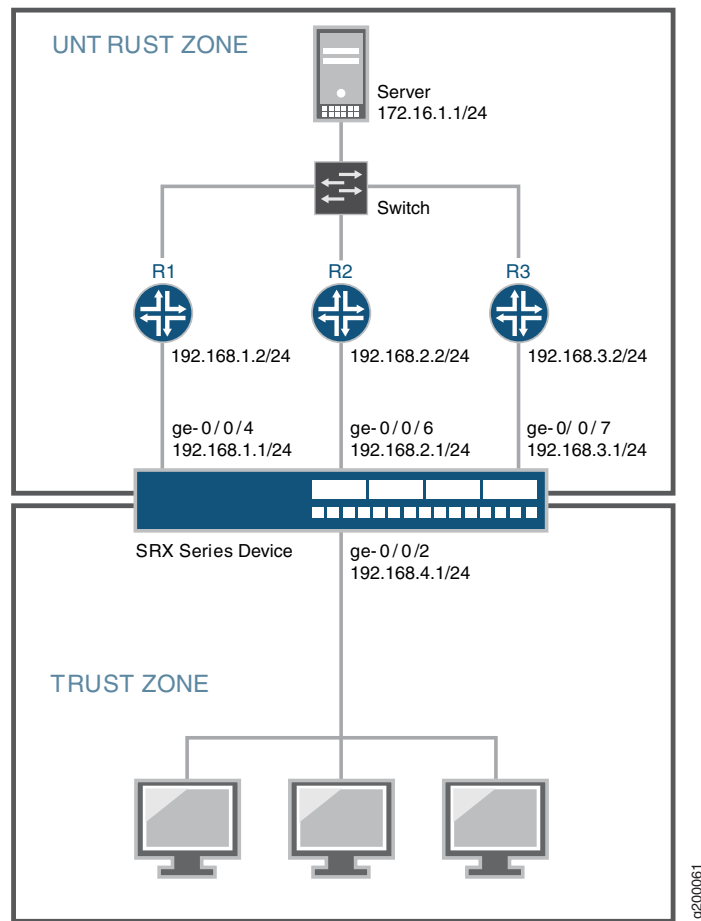 UNT RUST ZONE
Server
172.16.1.1/24
Switch
R1
R2
R3
192.168.1.2/24
192.168.2.2/24
192.168.3.2/24
ge-0/0/4
192.168.1.1/24
ge-0/0/6
192.168.2.1/24
ge-0/ 0/7
192.168.3.1/24
SRX Series Device
ge-0/0/2
192.168.4.1/24
TRUST ZONE
g200061